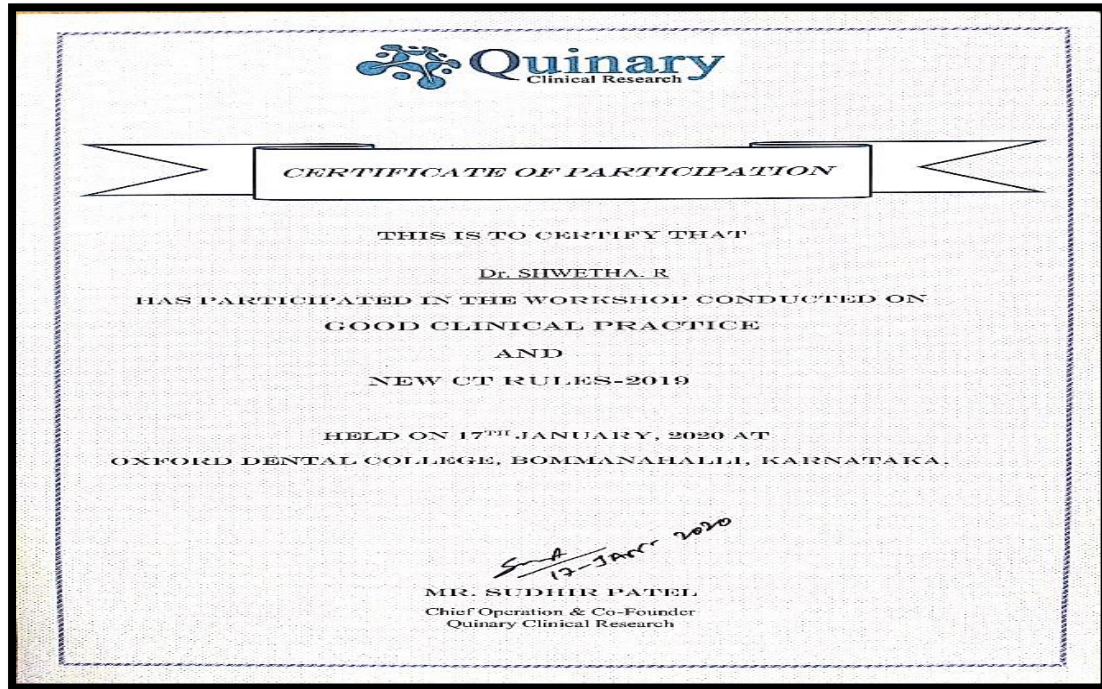 Quinary
Clinical Research
CERTIFICATE OF PARTICIPATION
THIS IS TO CERTIFY THAT
Dr. SHWETHA. R
HAS PARTICIPATED IN THE WORKSHOP CONDUCTED ON
GOOD CLINICAL PRACTICE
AND
NEW CT RULES-2019
HELD ON 17TH JANUARY, 2020 AT
OXFORD DENTAL COLLEGE, BOMMANAHALLI, KARNATAKA.
2020
MR. SUDHIR PATEL
Chief Operation & Co-Founder
Quinary Clinical Research